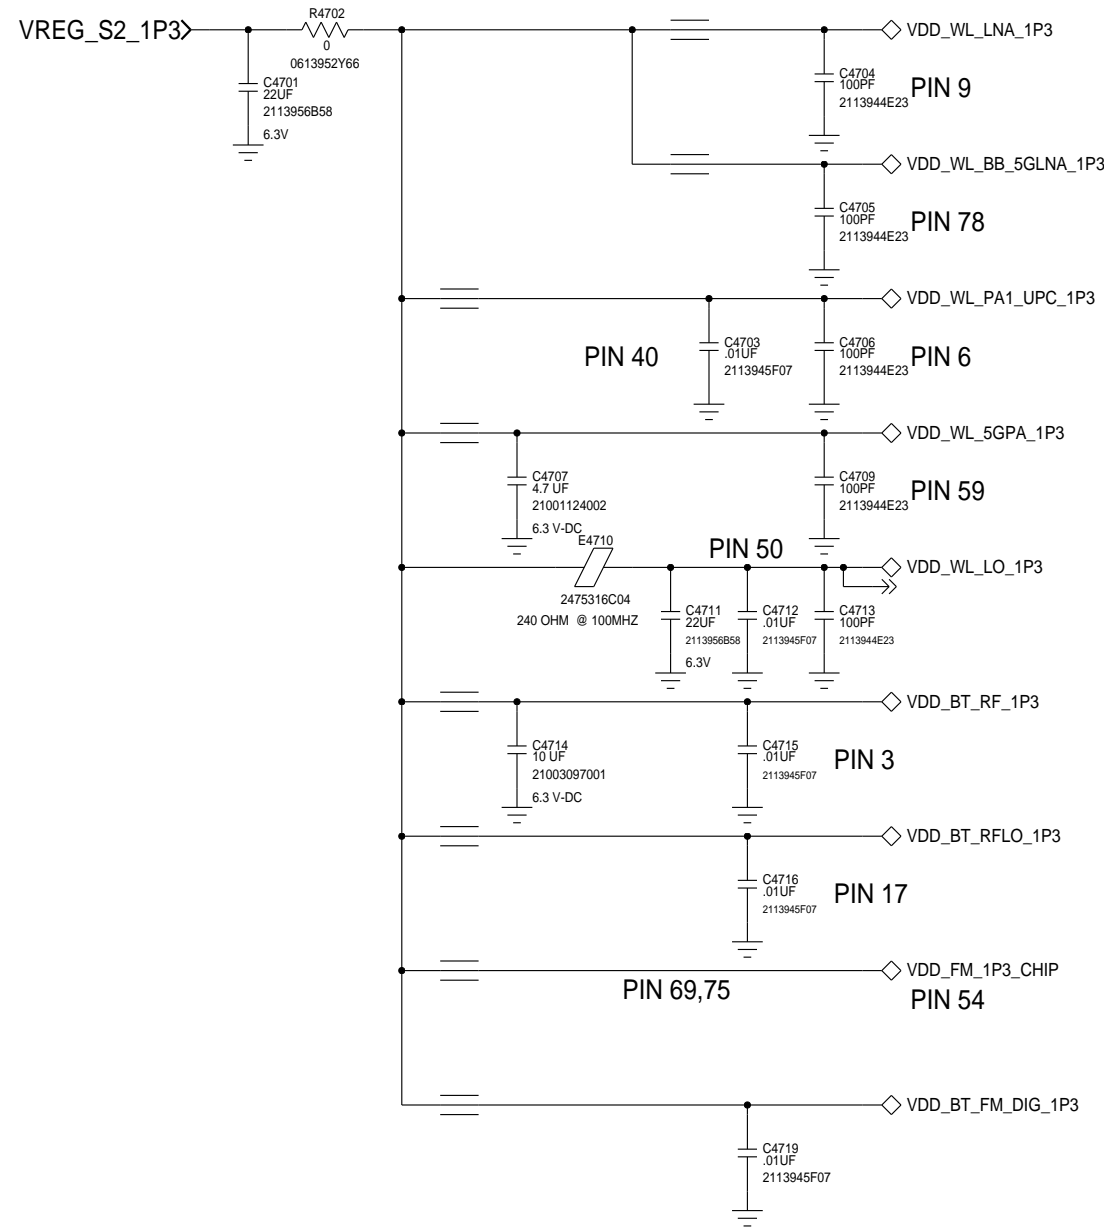 VREG_S2_1P3
R4702
0
0613952Y66
C4701
22UF
2113956B58
6.3V
VDD_WL_LNA_1P3
C4704
100PF
2113944E23
PIN 9
VDD_WL_BB_5GLNA_1P3
C4705
100PF
2113944E23
PIN 78
VDD_WL_PA1_UPC_1P3
PIN 40
C4703
.01UF
2113945F07
C4706
100PF
2113944E23
PIN 6
VDD_WL_5GPA_1P3
C4707
4.7 UF
21001124002
6.3 V-DC
C4709
100PF
2113944E23
PIN 59
E4710
2475316C04
240 OHM @ 100MHZ
PIN 50
VDD_WL_LO_1P3
C4711
22UF
2113956B58
6.3V
C4712
.01UF
2113945F07
C4713
100PF
2113944E23
VDD_BT_RF_1P3
C4714
10 UF
21003097001
6.3 V-DC
C4715
.01UF
2113945F07
PIN 3
VDD_BT_RFLO_1P3
C4716
.01UF
2113945F07
PIN 17
VDD_FM_1P3_CHIP
PIN 69,75
PIN 54
VDD_BT_FM_DIG_1P3
C4719
.01UF
2113945F07